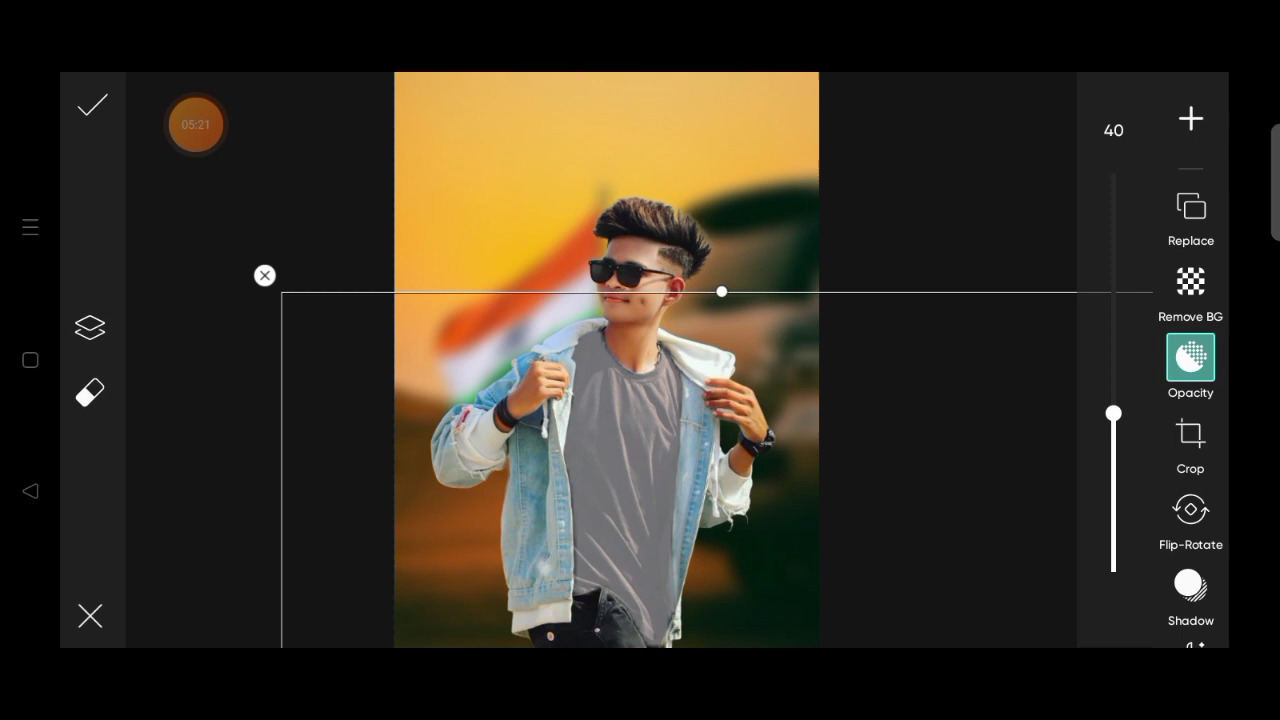 05:21
40
Replace
Remove BG
Opacity
Crop
Flip-Rotate
Shadow